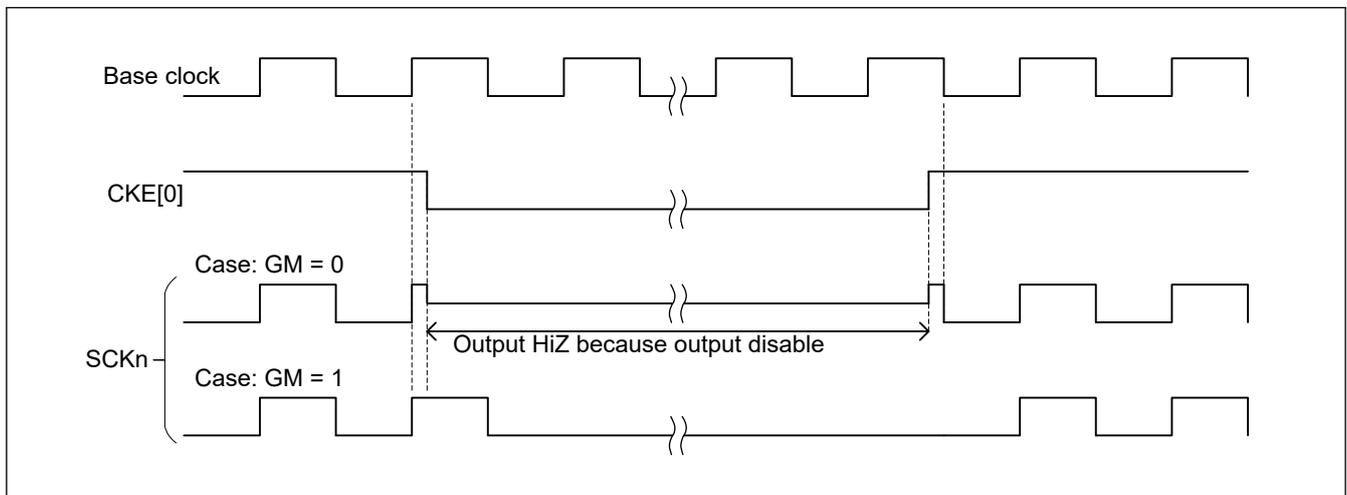 Base clock
CKE[0]
Case: GM = 0
Output HiZ because output disable
SCKn
Case: GM = 1